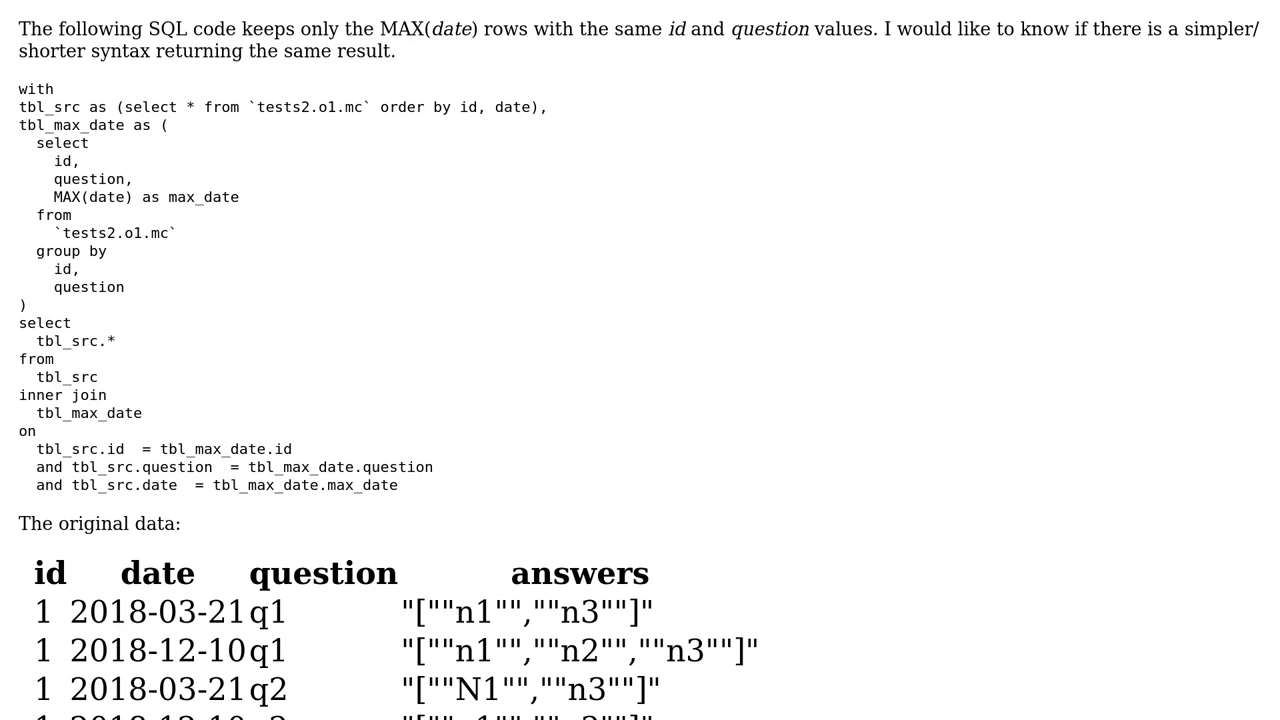 The following SQL code keeps only the MAX(date) rows with the same id and question values. I would like to know if there is a simpler/
shorter syntax returning the same result.
with
tbl_src as (select * from `tests2.o1.mc` order by id, date),
tbl_max_date as (
  select
    id,
    question,
    MAX(date) as max_date
  from
    `tests2.o1.mc`
  group by
    id,
    question
)
select
  tbl_src.*
from
  tbl_src
inner join
  tbl_max_date
on
  tbl_src.id  = tbl_max_date.id
  and tbl_src.question  = tbl_max_date.question
  and tbl_src.date  = tbl_max_date.max_date
The original data:
id date question answers
1 2018-03-21 q1 "[""n1"",""n3""]"
1 2018-12-10 q1 "[""n1"",""n2"",""n3""]"
1 2018-03-21 q2 "[""N1"",""n3""]"